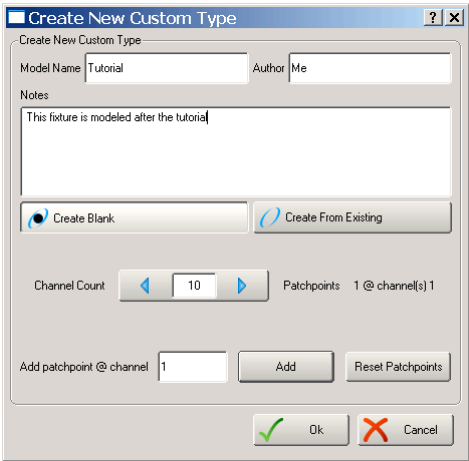 Create New Custom Type
Create New Custom Type
Model Name Tutorial Author Me
Notes
This fixture is modeled after the tutorial
Create Blank Create From Existing
Channel Count 10 Patchpoints 1 @ channel(s) 1
Add patchpoint @ channel 1 Add Reset Patchpoints
Ok Cancel